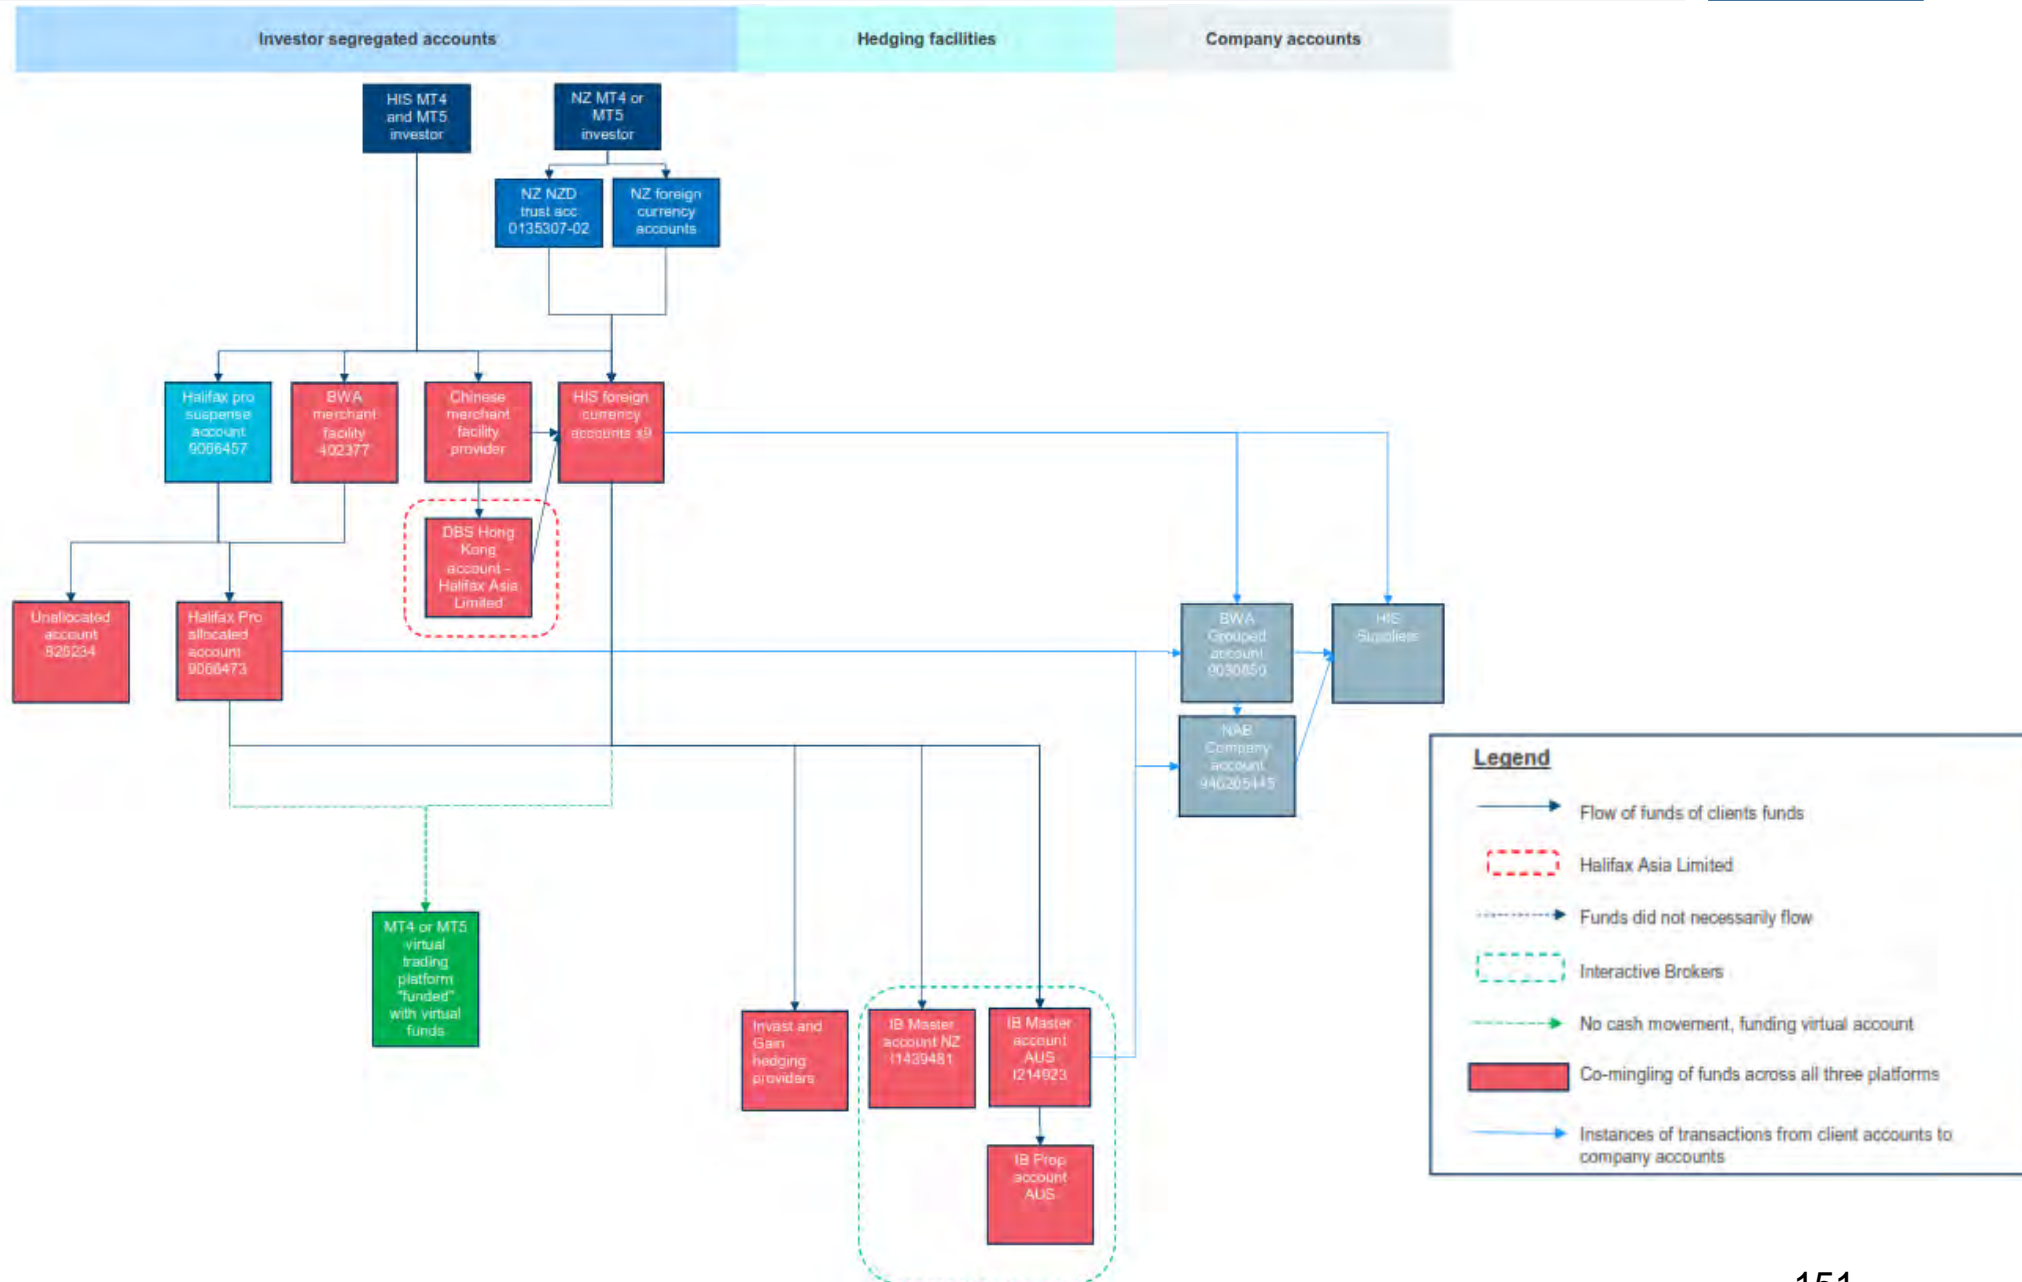 Investor segregated accounts
Hedging facilities
Company accounts
HIS MT4
and MT5
investor
NZ MT4 or
MT5
investor
NZ NZD
trust acc
0135307-02
NZ foreign
currency
accounts
Halifax pro
suspense
account
9066457
BWA
merchant
facility
402377
Chinese
merchant
facility
provider
HIS foreign
currency
accounts x9
DBS Hong
Kong
account -
Halifax Asia
Limited
Unallocated
account
825234
Halifax Pro
allocated
account
9066473
BWA
Grouped
account
9030850
HIS
Suppliers
NAB
Company
account
MT4 or MT5
virtual
trading
platform
"funded"
with virtual
funds
Invast and
Gain
hedging
providers
IB Master
account NZ
I1439481
IB Master
account
AUS
I214923
IB Prop
account
AUS
Legend
Flow of funds of clients funds
Halifax Asia Limited
Funds did not necessarily flow
Interactive Brokers
No cash movement, funding virtual account
Co-mingling of funds across all three platforms
Instances of transactions from client accounts to
company accounts
151